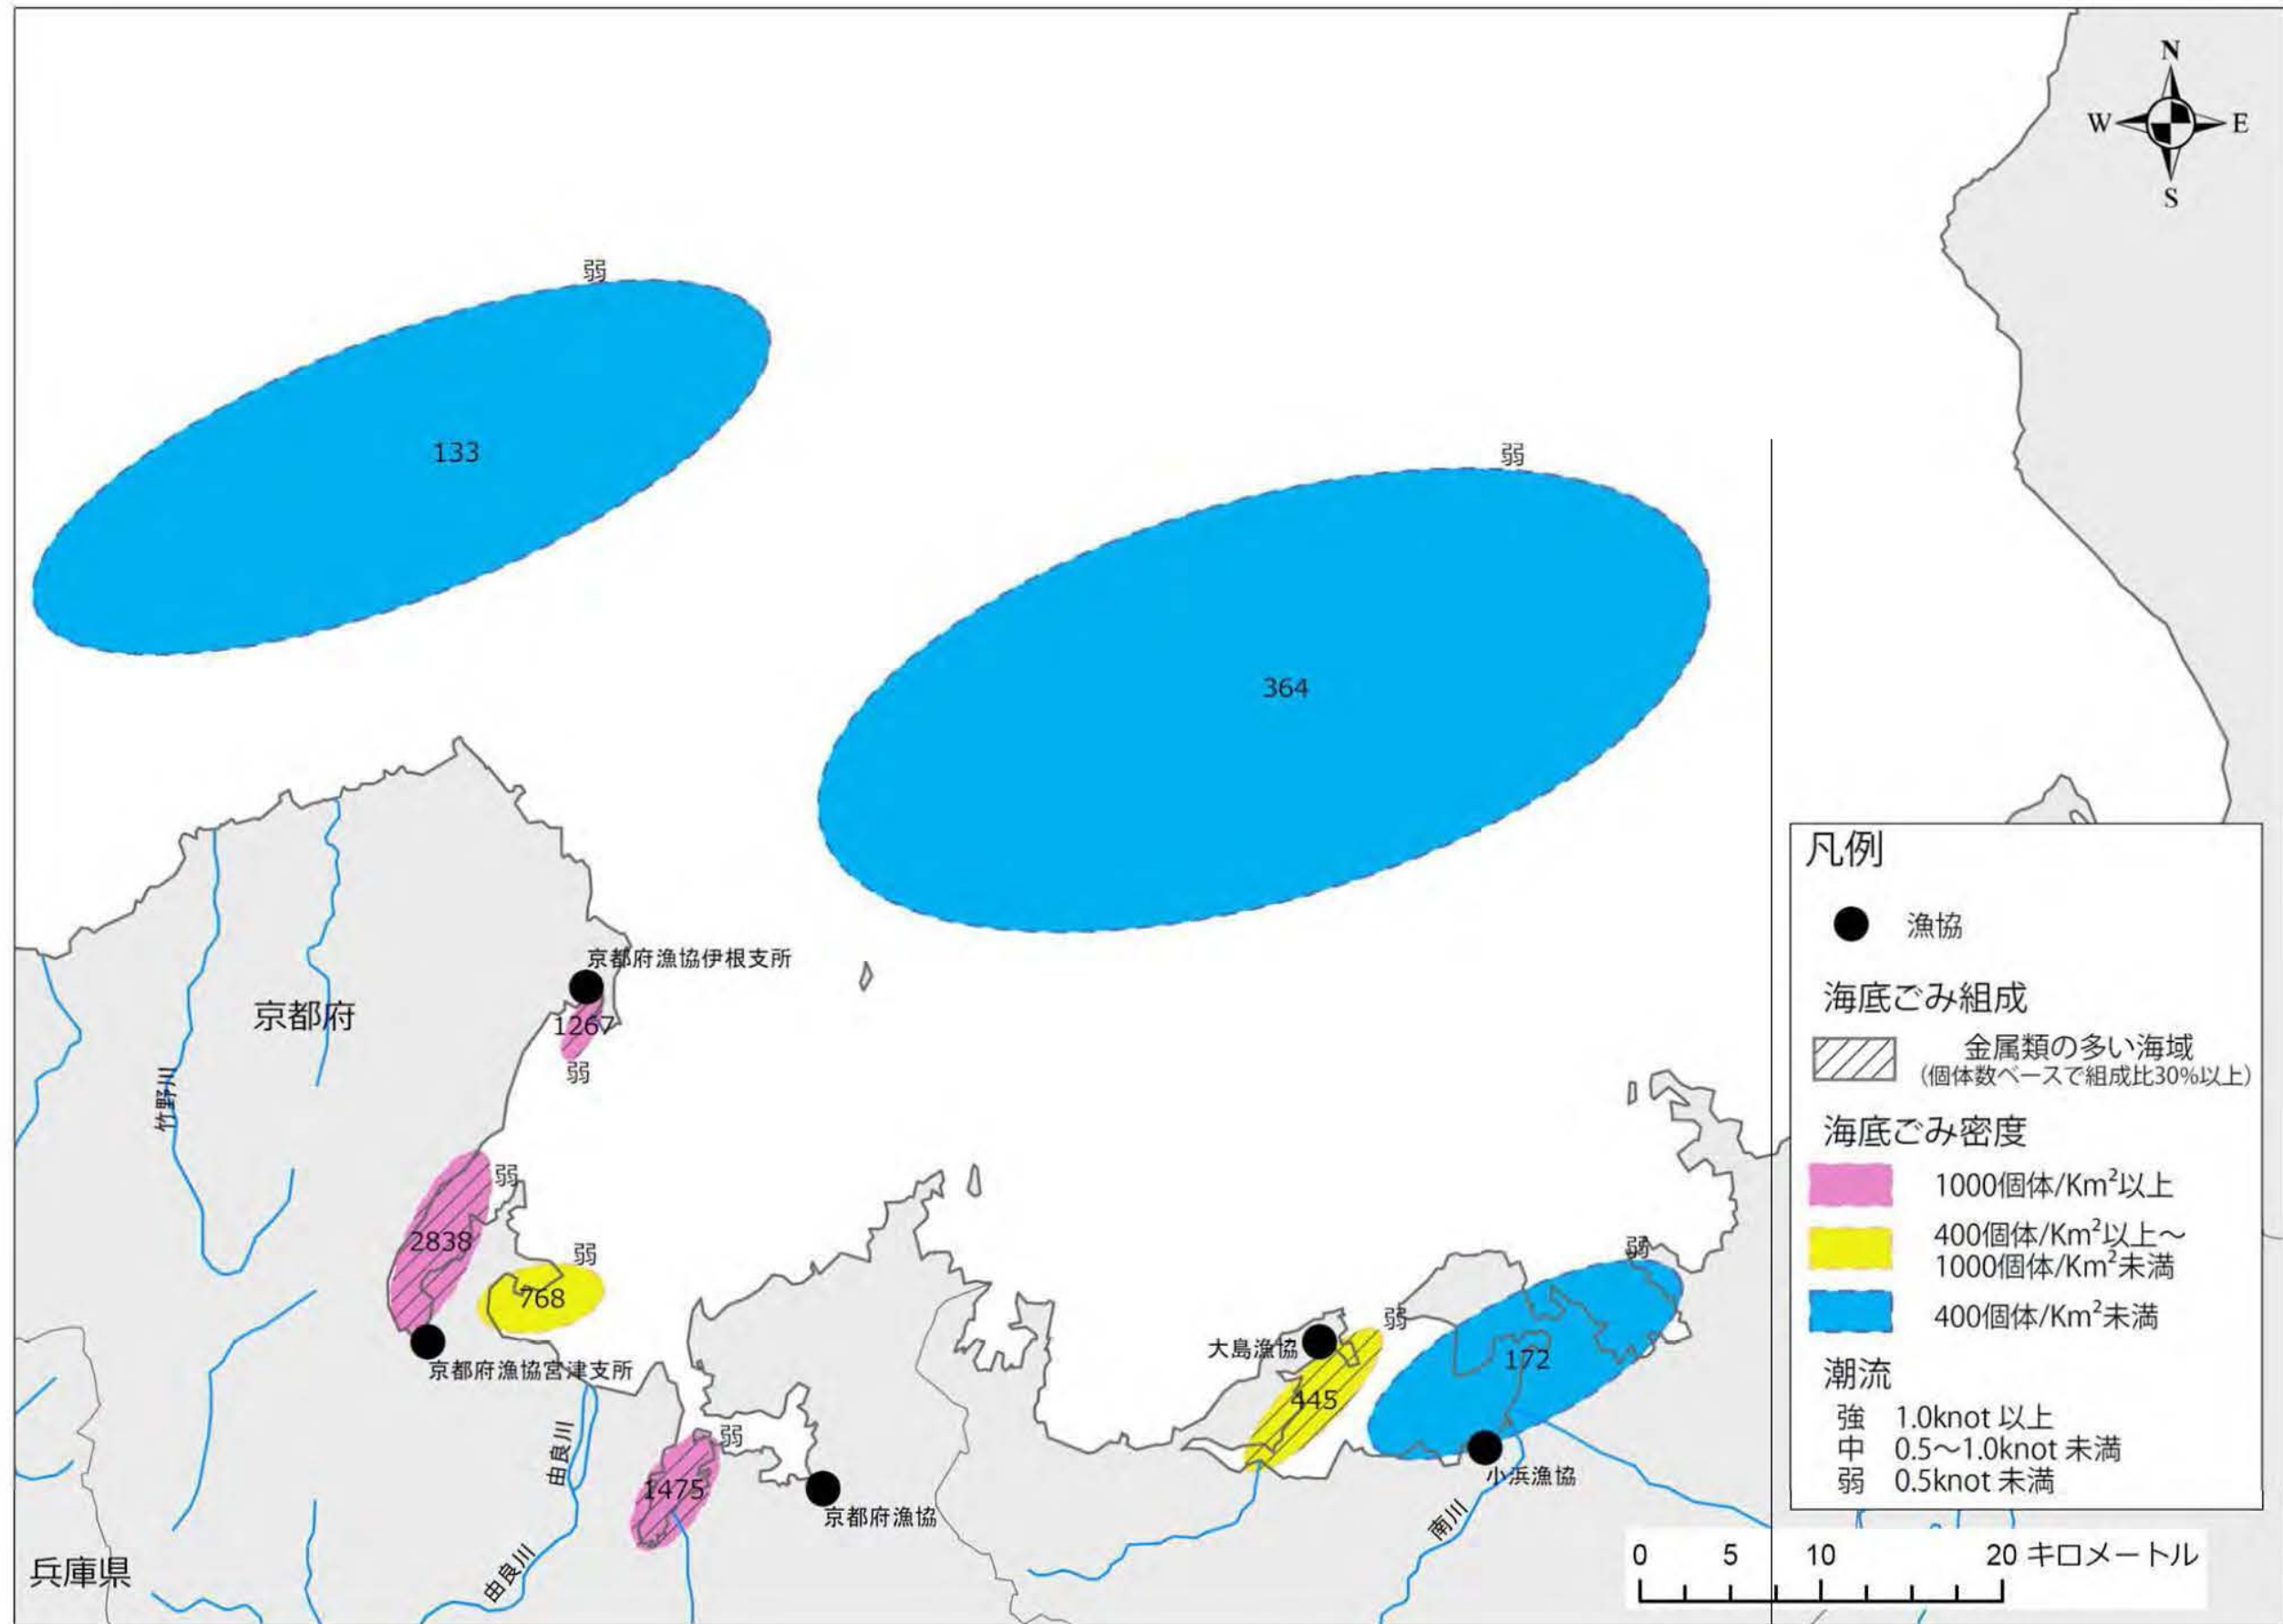 N
W
E
S
弱
133
弱
364
京都府漁協伊根支所
京都府
1267
弱
竹野川
弱
2838
弱
768
京都府漁協宮津支所
由良川
弱
1475
京都府漁協
由良川
兵庫県
弱
大島漁協
445
弱
172
小浜漁協
南川
凡例
漁協
海底ごみ組成
金属類の多い海域
(個体数ベースで組成比30%以上)
海底ごみ密度
1000個体/Km²以上
400個体/Km²以上～
1000個体/Km²未満
400個体/Km²未満
潮流
強 1.0knot 以上
中 0.5～1.0knot 未満
弱 0.5knot 未満
0 5 10 20 キロメートル